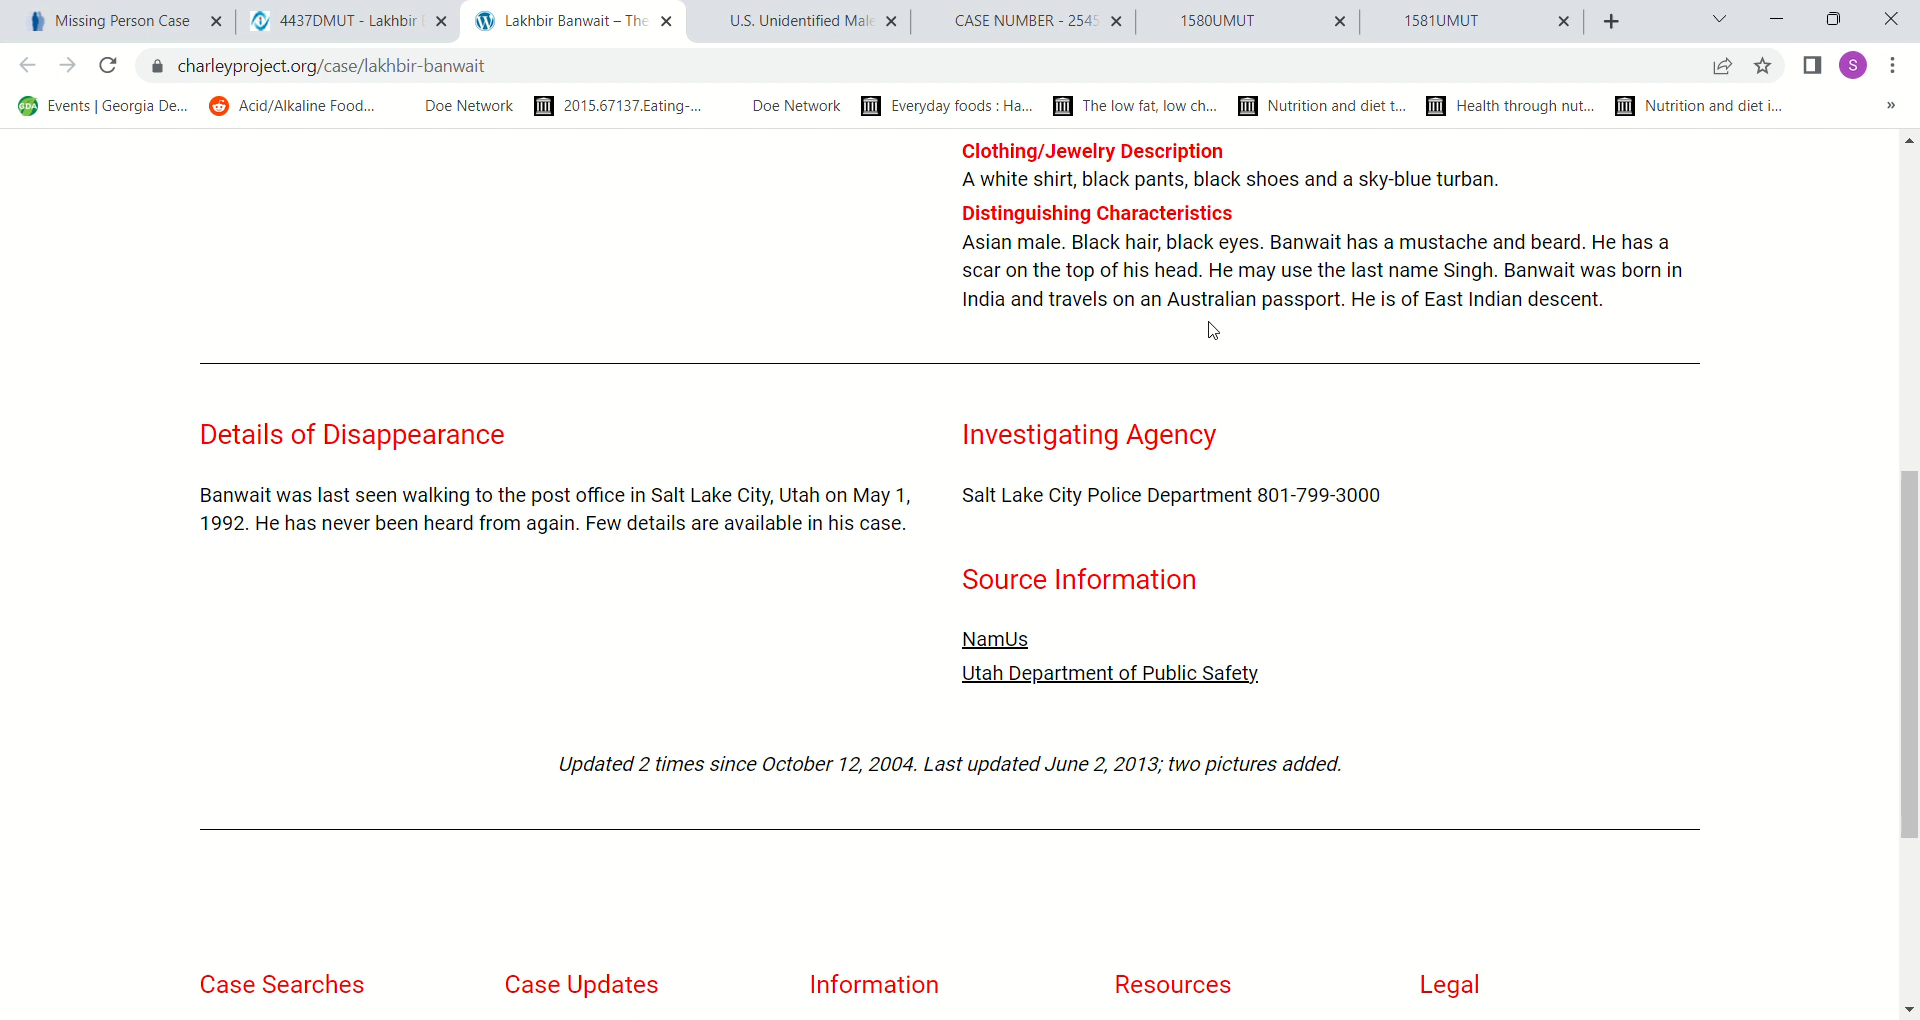 Missing Person Case
4437DMUT - Lakhbir
Lakhbir Banwait – The
U.S. Unidentified Male
CASE NUMBER - 2545
1580UMUT
1581UMUT
charleyproject.org/case/lakhbir-banwait
S
GDA Events | Georgia De...
Acid/Alkaline Food...
Doe Network
2015.67137.Eating-...
Doe Network
Everyday foods : Ha...
The low fat, low ch...
Nutrition and diet t...
Health through nut...
Nutrition and diet i...
»
Clothing/Jewelry Description
A white shirt, black pants, black shoes and a sky-blue turban.
Distinguishing Characteristics
Asian male. Black hair, black eyes. Banwait has a mustache and beard. He has a
scar on the top of his head. He may use the last name Singh. Banwait was born in
India and travels on an Australian passport. He is of East Indian descent.
Details of Disappearance
Banwait was last seen walking to the post office in Salt Lake City, Utah on May 1,
1992. He has never been heard from again. Few details are available in his case.
Investigating Agency
Salt Lake City Police Department 801-799-3000
Source Information
NamUs
Utah Department of Public Safety
Updated 2 times since October 12, 2004. Last updated June 2, 2013; two pictures added.
Case Searches
Case Updates
Information
Resources
Legal